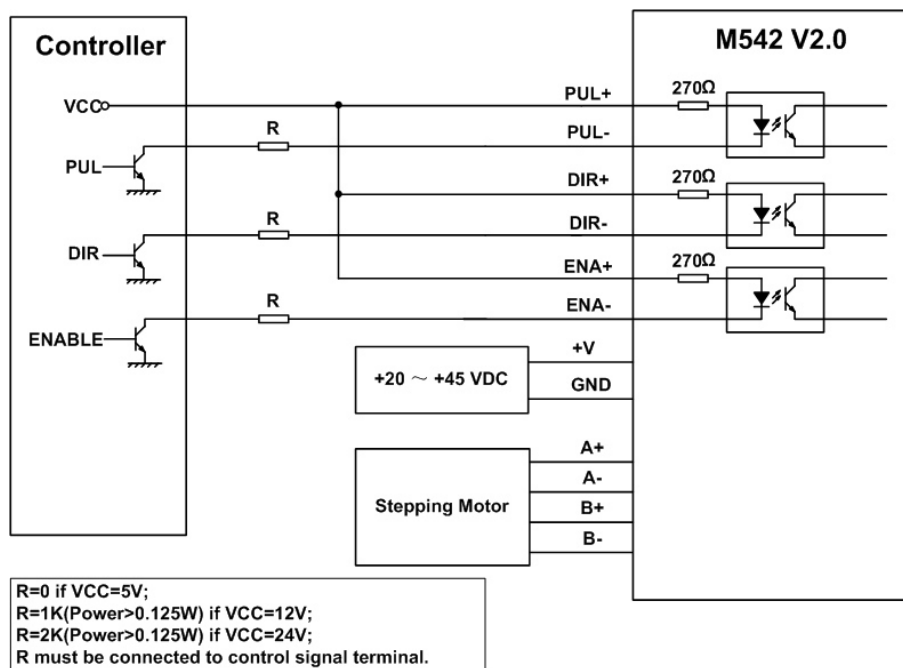 Controller
M542 V2.0
VCC
PUL+
270Ω
R
PUL-
PUL
DIR+
270Ω
R
DIR-
DIR
ENA+
270Ω
R
ENA-
ENABLE
+V
+20 ～ +45 VDC
GND
A+
A-
Stepping Motor
B+
B-
R=0 if VCC=5V;
R=1K(Power>0.125W) if VCC=12V;
R=2K(Power>0.125W) if VCC=24V;
R must be connected to control signal terminal.